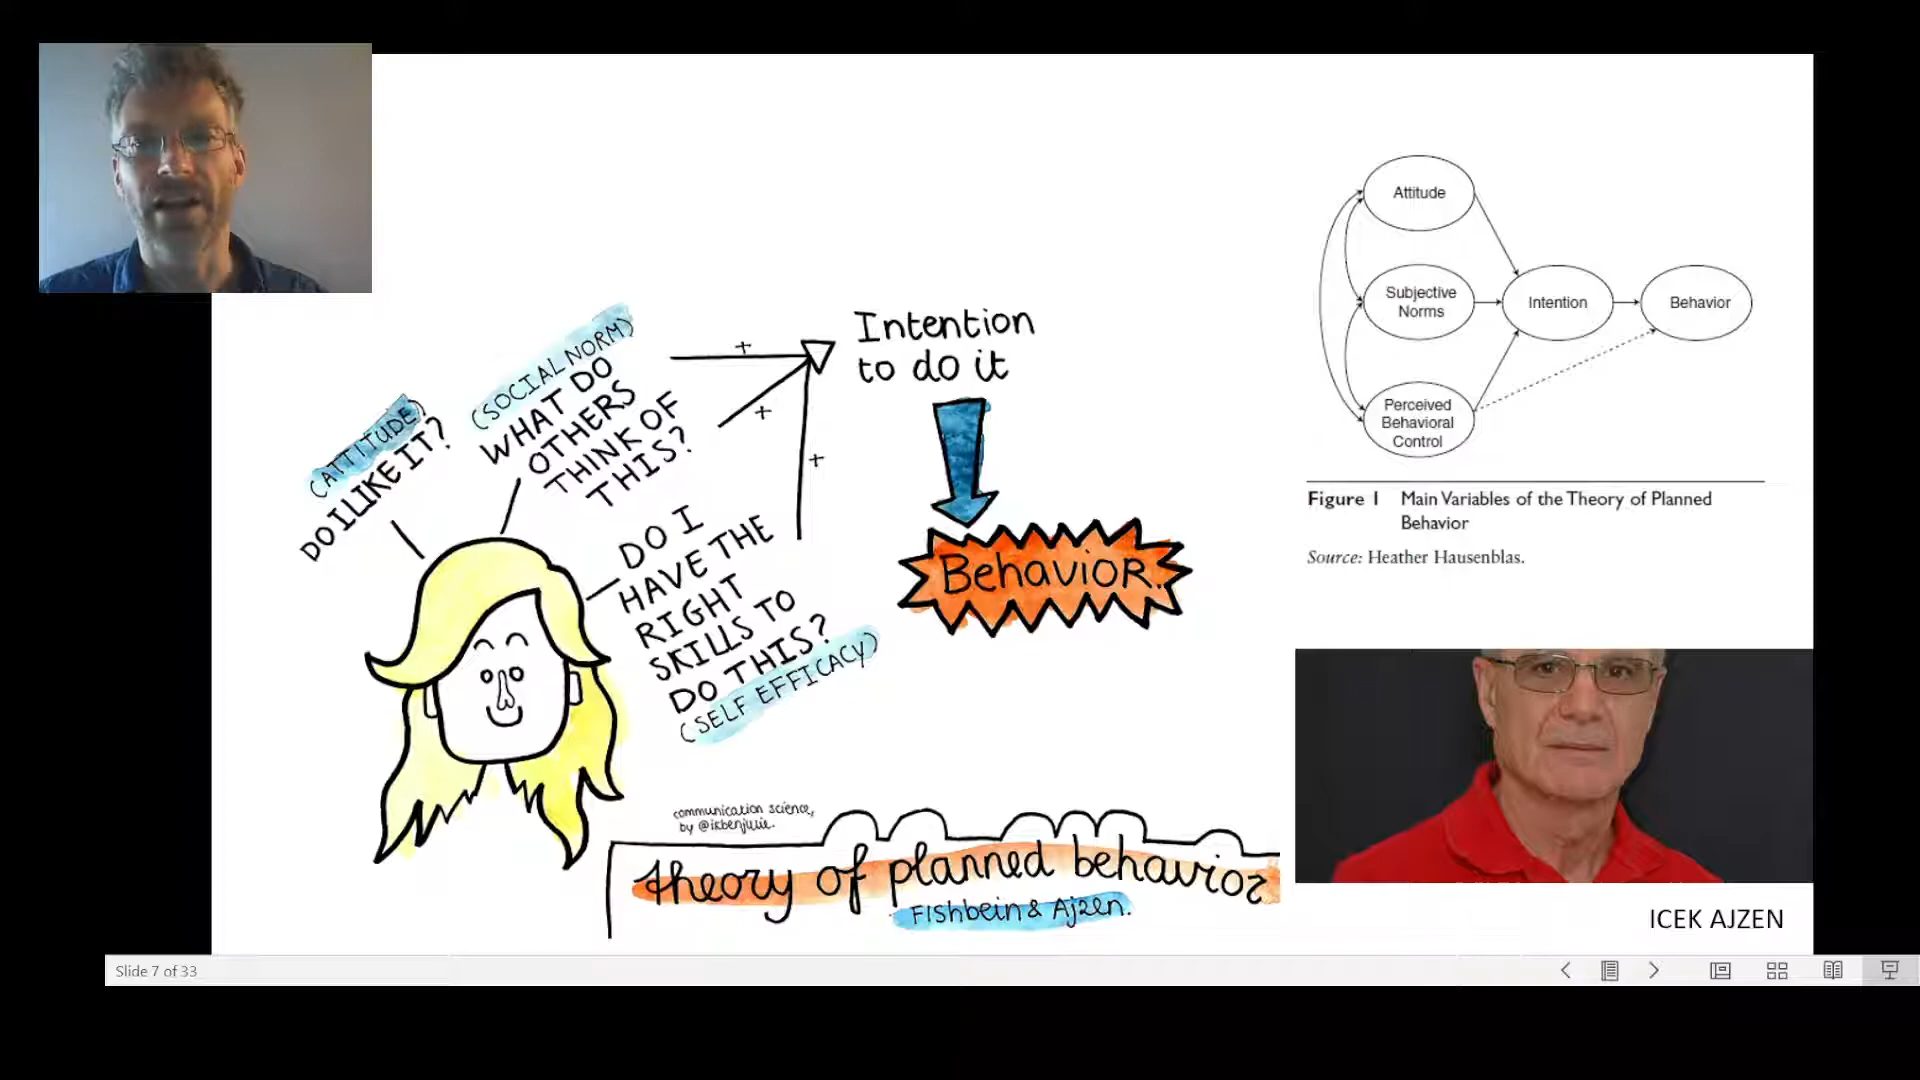 (ATTITUDE)
DO I LIKE IT?
(SOCIAL NORM)
WHAT DO
OTHERS
THINK OF
THIS?
DO I
HAVE THE
RIGHT
SKILLS TO
DO THIS?
(SELF EFFICACY)
+
+
+
Intention
to do it
BehavioR.
communication science,
by @ikbenjuie.
theory of planned behavior
FIshbein & Ajzen.
Attitude
Subjective
Norms
Perceived
Behavioral
Control
Intention
Behavior
Figure 1 Main Variables of the Theory of Planned
Behavior
Source: Heather Hausenblas.
ICEK AJZEN
Slide 7 of 33